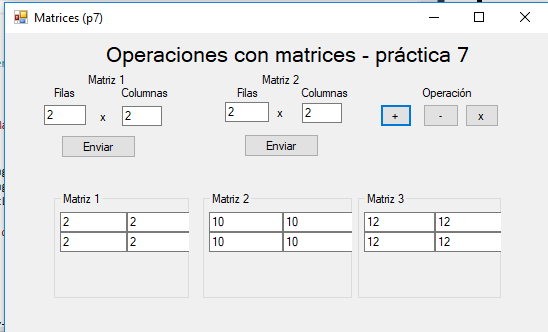 Matrices (p7)
Operaciones con matrices - práctica 7
Matriz 1 Matriz 2
Filas Columnas Filas Columnas Operación
2 x 2 2 x 2 + - x
Enviar Enviar
Matriz 1 Matriz 2 Matriz 3
2 2 10 10 12 12
2 2 10 10 12 12